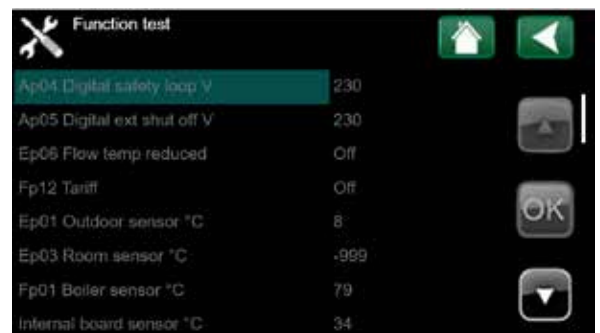 Function test
Ap04 Digital safety loop V 230
Ap05 Digital ext shut off V 230
Ep06 Flow temp reduced Off
Fp12 Tariff Off
Ep01 Outdoor sensor °C 8
Ep03 Room sensor °C -999
Fp01 Boiler sensor °C 79
Internal board sensor °C 34
OK